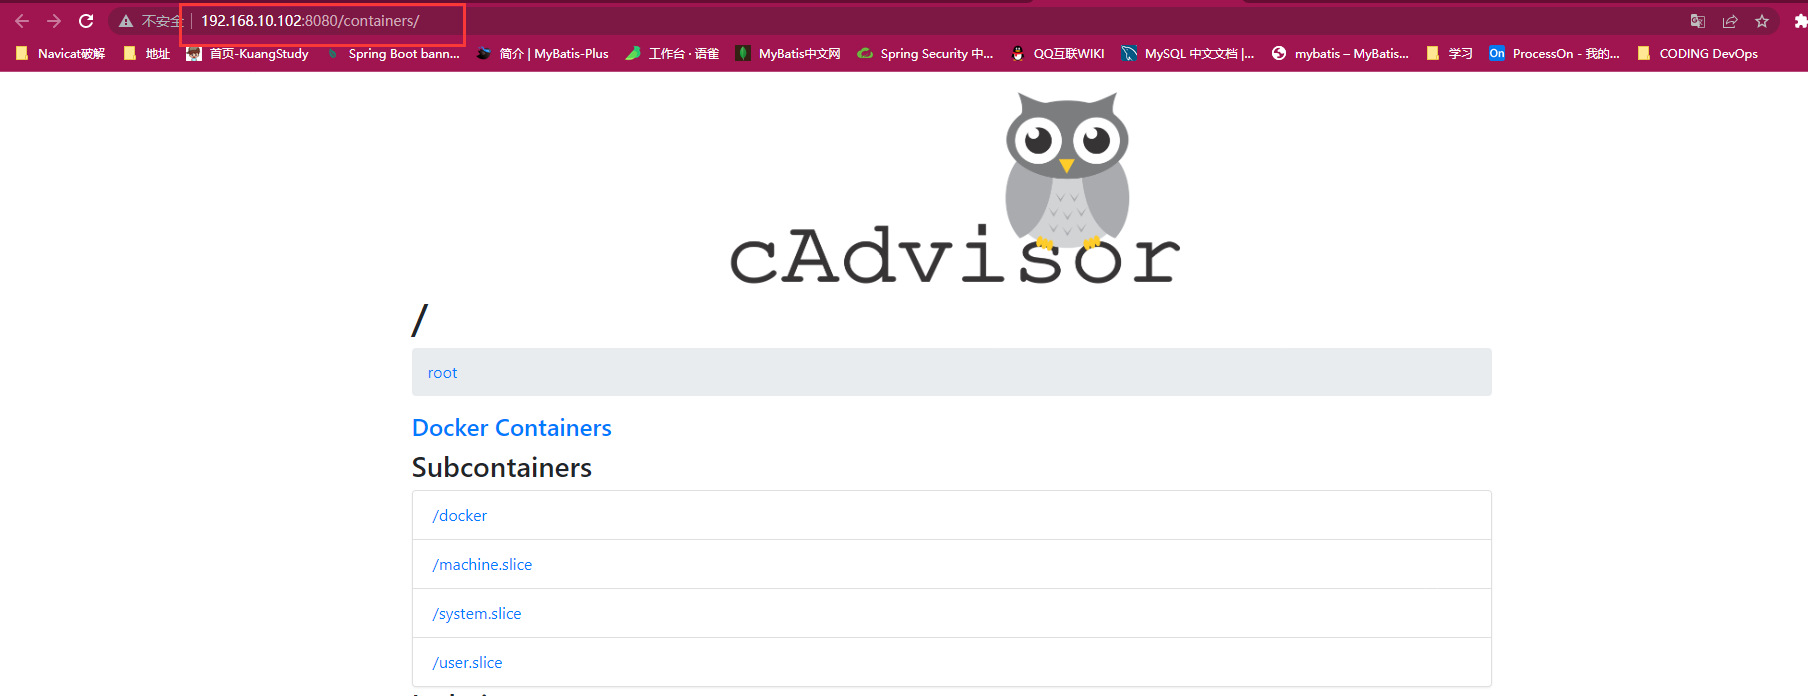 不安全 | 192.168.10.102:8080/containers/
Navicat破解 地址 首页-KuangStudy Spring Boot bann... 简介 | MyBatis-Plus 工作台 · 语雀 MyBatis中文网 Spring Security 中... QQ互联WIKI MySQL 中文文档 |... mybatis – MyBatis... 学习 On ProcessOn - 我的... CODING DevOps
cAdvisor
/
root
Docker Containers
Subcontainers
/docker
/machine.slice
/system.slice
/user.slice